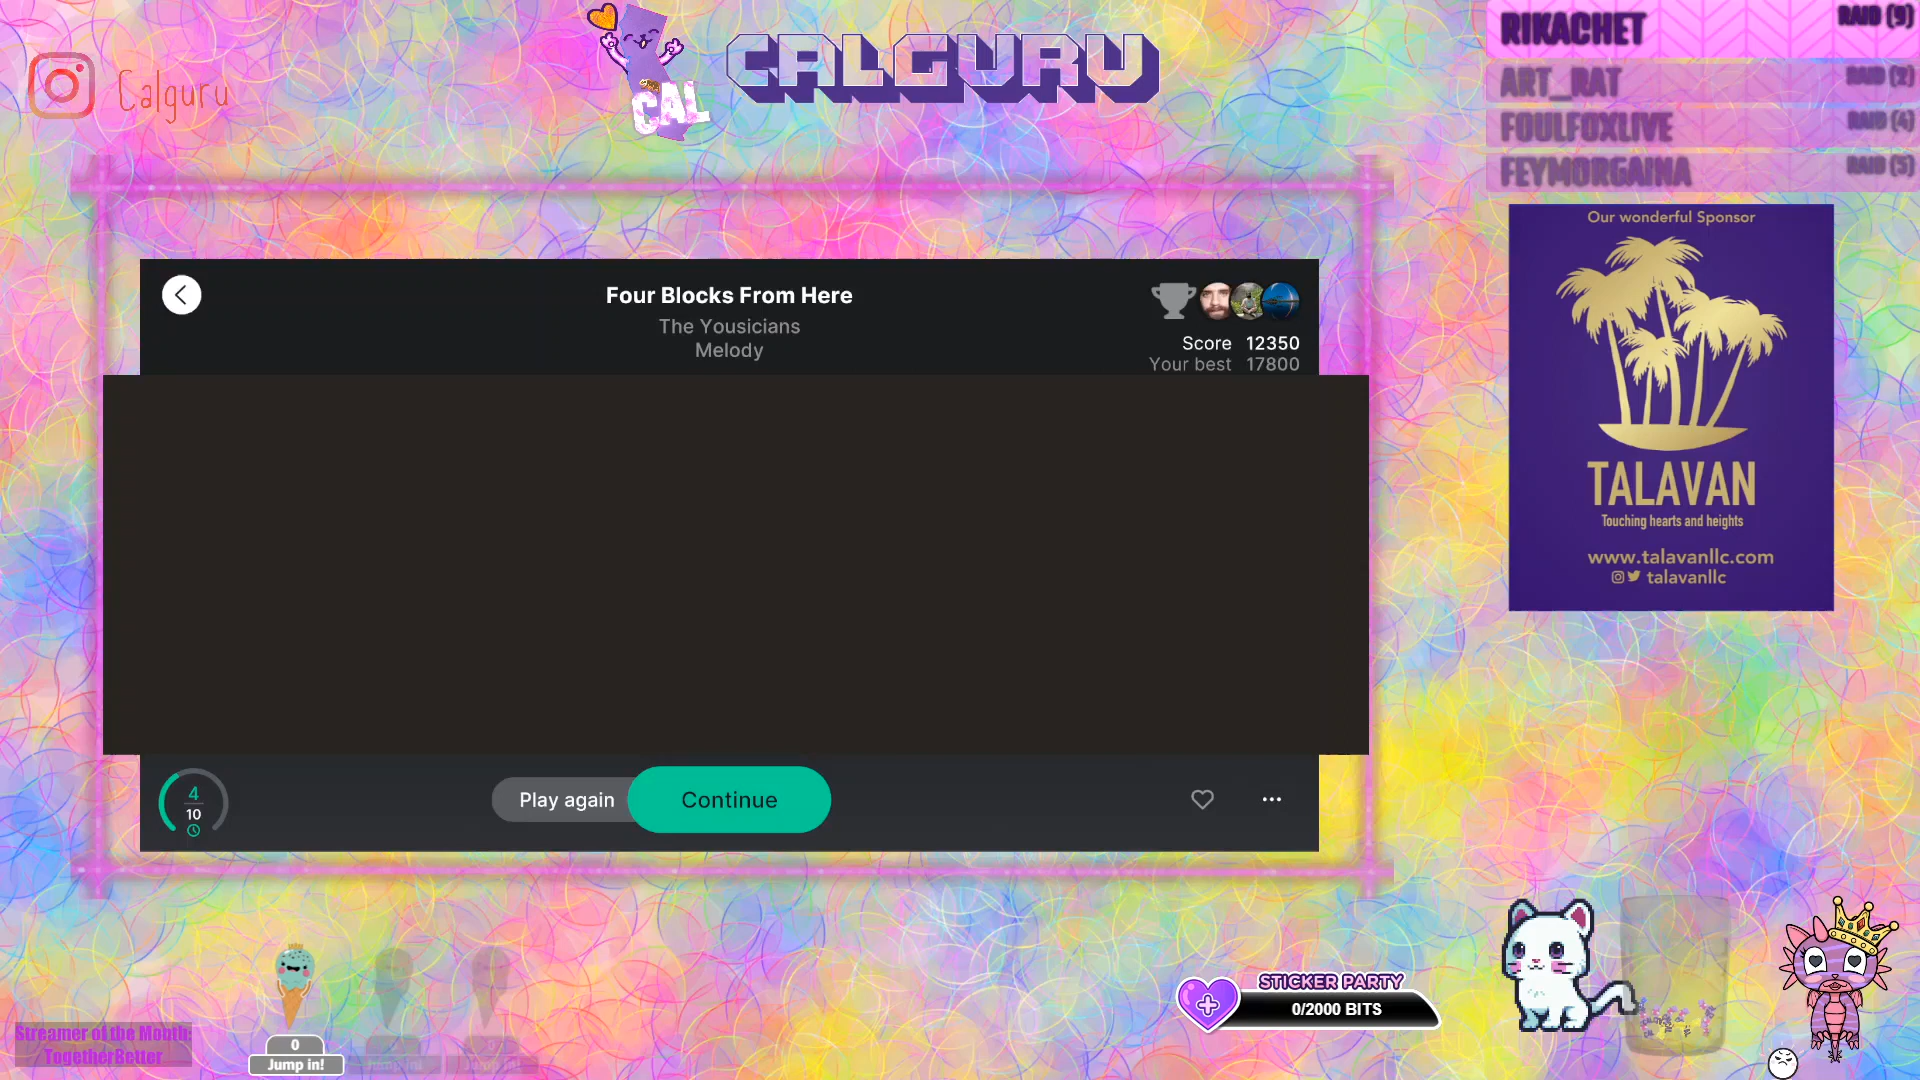 Calguru
CAL
CALGURU
RIKACHET RAID (9)
ART_RAT RAID (2)
FOULFOXLIVE RAID (4)
FEYMORGAINA RAID (5)
Our wonderful Sponsor
TALAVAN
Touching hearts and heights
www.talavanllc.com
talavanllc
Four Blocks From Here
The Yousicians
Melody
Score 12350
Your best 17800
4
10
Play again
Continue
STICKER PARTY
0/2000 BITS
Streamer of the Month:
TogetherBetter
0
Jump in!
Jump in!